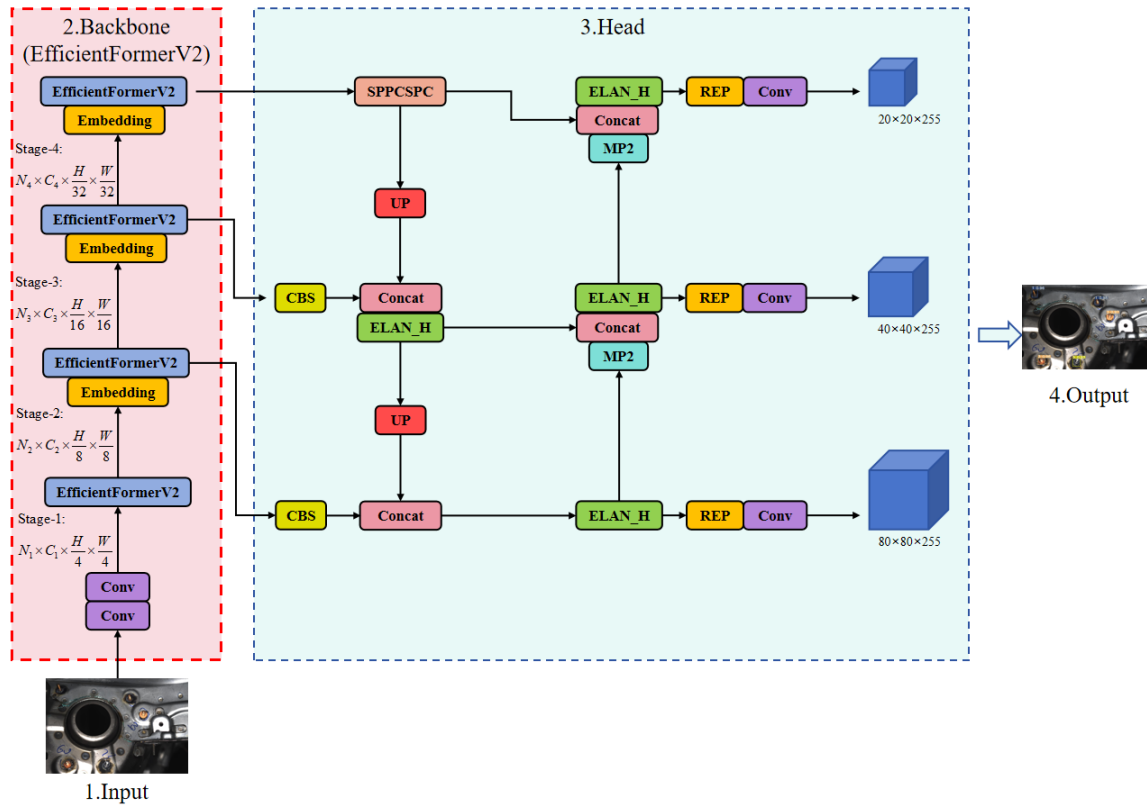 2.Backbone
(EfficientFormerV2)
EfficientFormerV2
Embedding
Stage-4:
N₄ × C₄ × H/32 × W/32
EfficientFormerV2
Embedding
Stage-3:
N₃ × C₃ × H/16 × W/16
EfficientFormerV2
Embedding
Stage-2:
N₂ × C₂ × H/8 × W/8
EfficientFormerV2
Stage-1:
N₁ × C₁ × H/4 × W/4
Conv
Conv
1.Input
3.Head
SPPCSPC
UP
CBS
Concat
ELAN_H
UP
CBS
Concat
ELAN_H
Concat
MP2
REP
Conv
20×20×255
ELAN_H
Concat
MP2
REP
Conv
40×40×255
ELAN_H
REP
Conv
80×80×255
4.Output